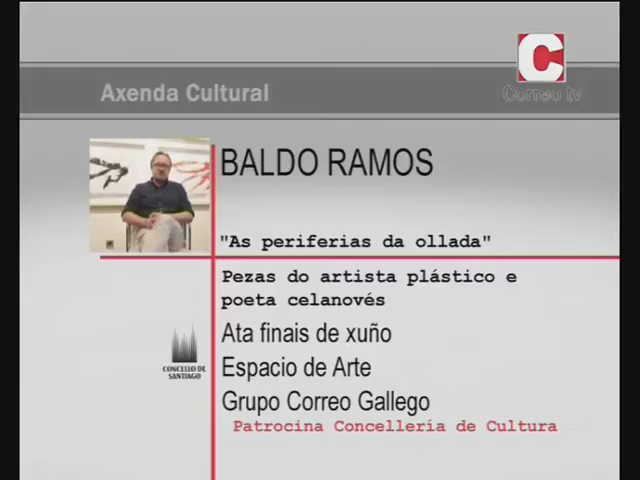 C
Correo tv
Axenda Cultural
BALDO RAMOS
"As periferias da ollada"
Pezas do artista plástico e
poeta celanovés
Ata finais de xuño
CONCELLO DE
SANTIAGO
Espacio de Arte
Grupo Correo Gallego
Patrocina Concellería de Cultura